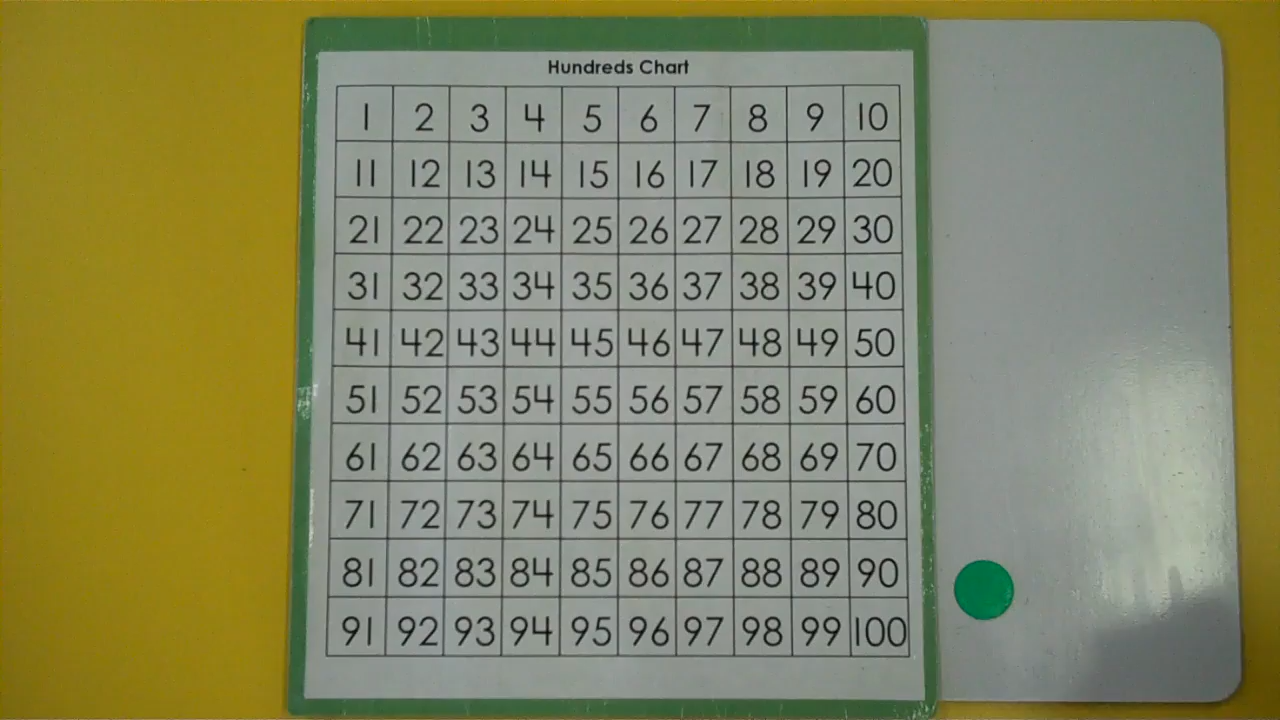 Hundreds Chart
1 2 3 4 5 6 7 8 9 10
11 12 13 14 15 16 17 18 19 20
21 22 23 24 25 26 27 28 29 30
31 32 33 34 35 36 37 38 39 40
41 42 43 44 45 46 47 48 49 50
51 52 53 54 55 56 57 58 59 60
61 62 63 64 65 66 67 68 69 70
71 72 73 74 75 76 77 78 79 80
81 82 83 84 85 86 87 88 89 90
91 92 93 94 95 96 97 98 99 100